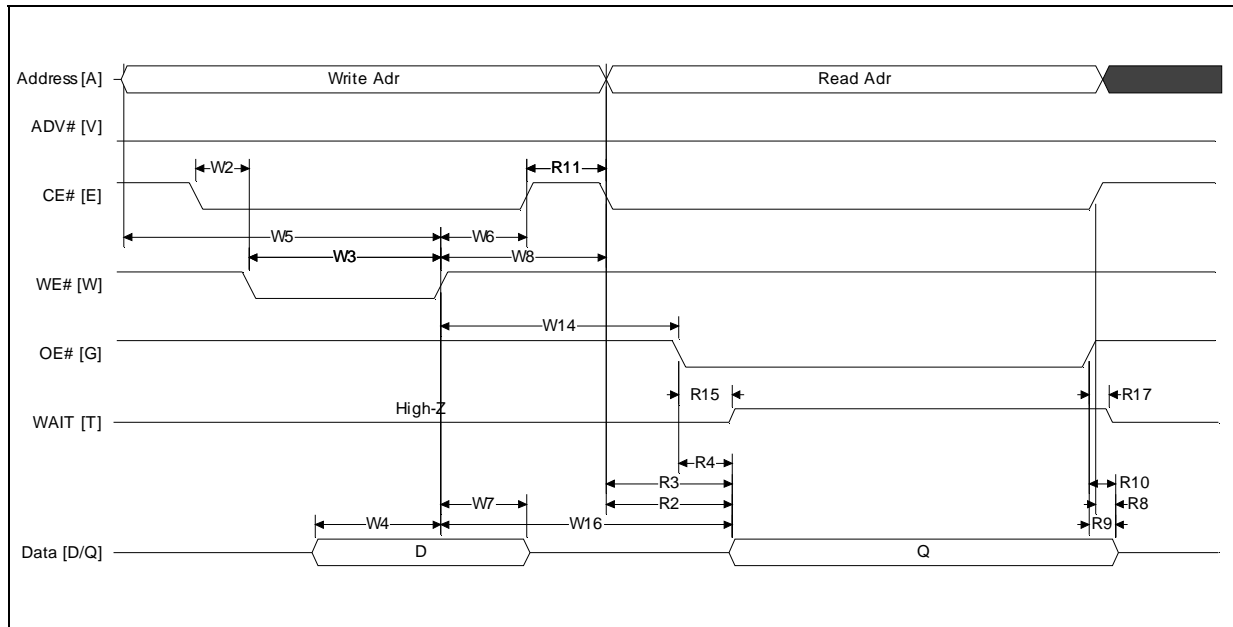 Address [A]
Write Adr
Read Adr
ADV# [V]
W2
R11
CE# [E]
W5
W6
W3
W8
WE# [W]
W14
OE# [G]
R15
R17
High-Z
WAIT [T]
R4
R3
R10
W7
R2
R8
W4
W16
R9
Data [D/Q]
D
Q